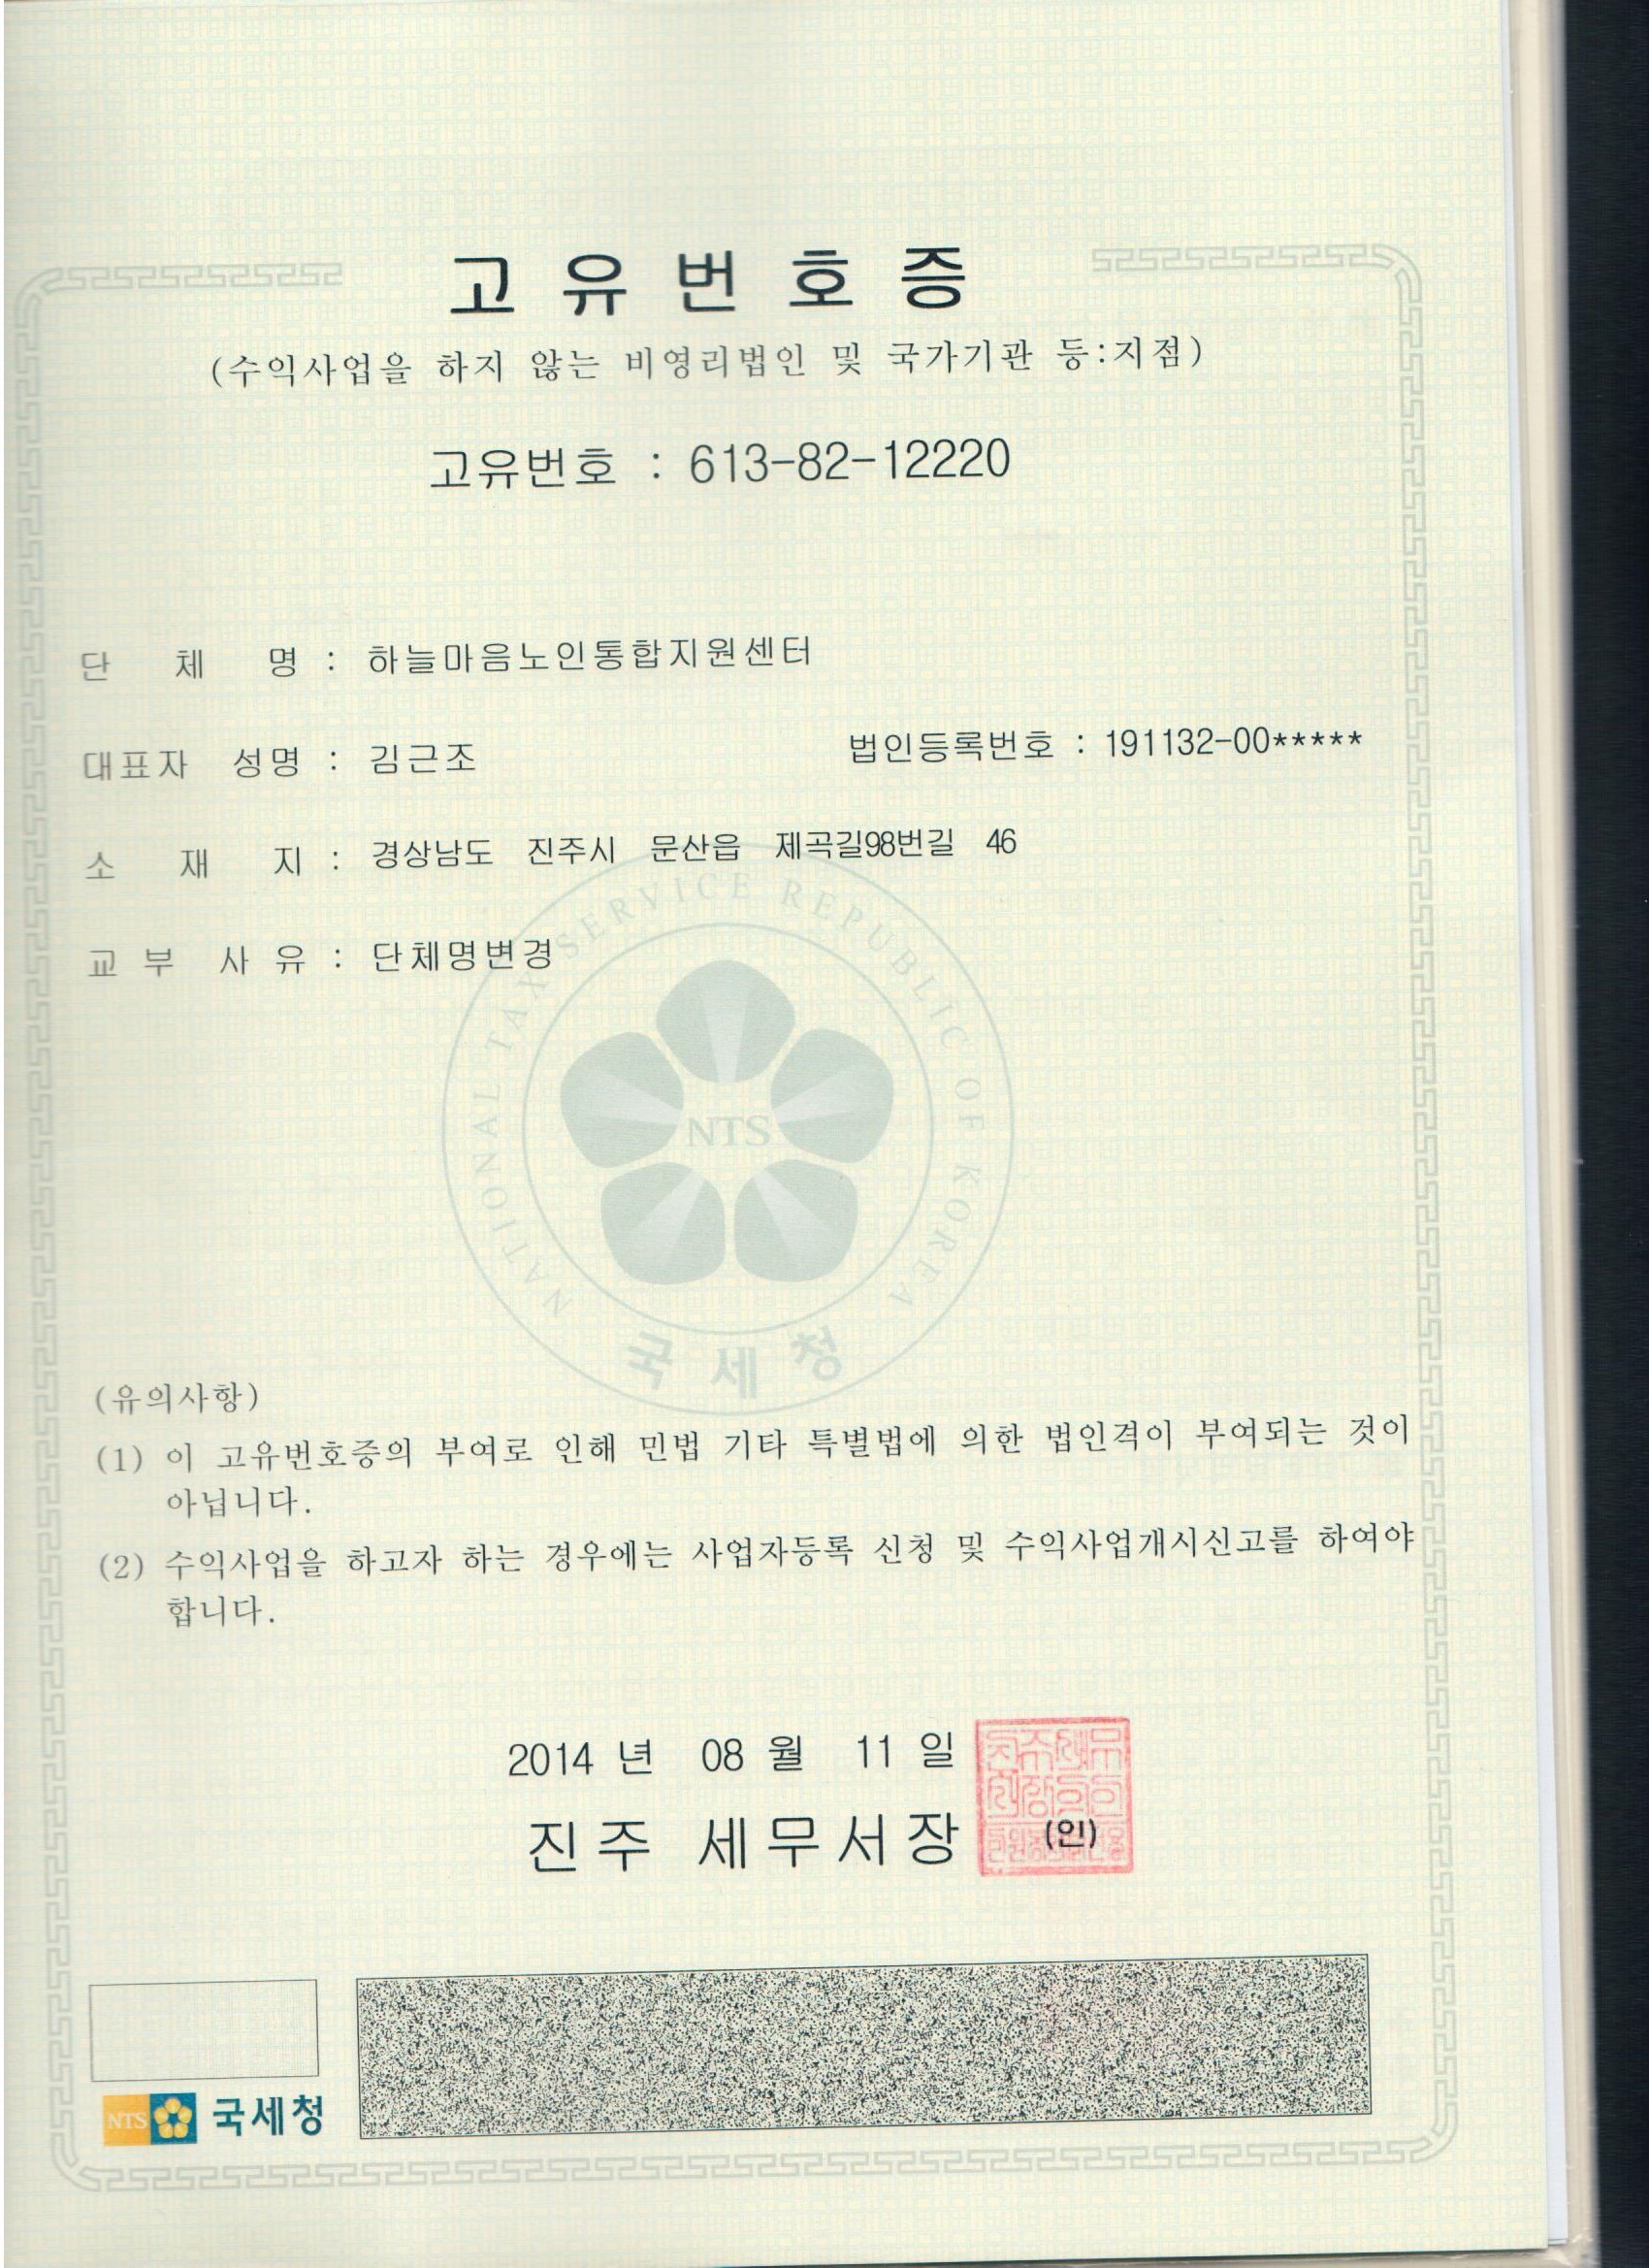 고유번호증
(수익사업을 하지 않는 비영리법인 및 국가기관 등:지점)
고유번호 : 613-82-12220
단 체 명 : 하늘마음노인통합지원센터
대표자 성명 : 김근조 법인등록번호 : 191132-00*****
소 재 지 : 경상남도 진주시 문산읍 제곡길98번길 46
교 부 사 유 : 단체명변경
NATIONAL TAX SERVICE REPUBLIC OF KOREA
NTS
국세청
(유의사항)
(1) 이 고유번호증의 부여로 인해 민법 기타 특별법에 의한 법인격이 부여되는 것이
아닙니다.
(2) 수익사업을 하고자 하는 경우에는 사업자등록 신청 및 수익사업개시신고를 하여야
합니다.
2014 년 08 월 11 일
진주 세무서장 (인)
NTS 국세청